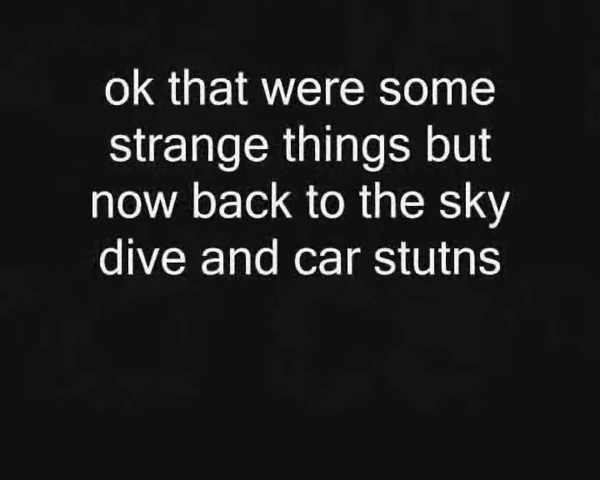 ok that were some
strange things but
now back to the sky
dive and car stutns